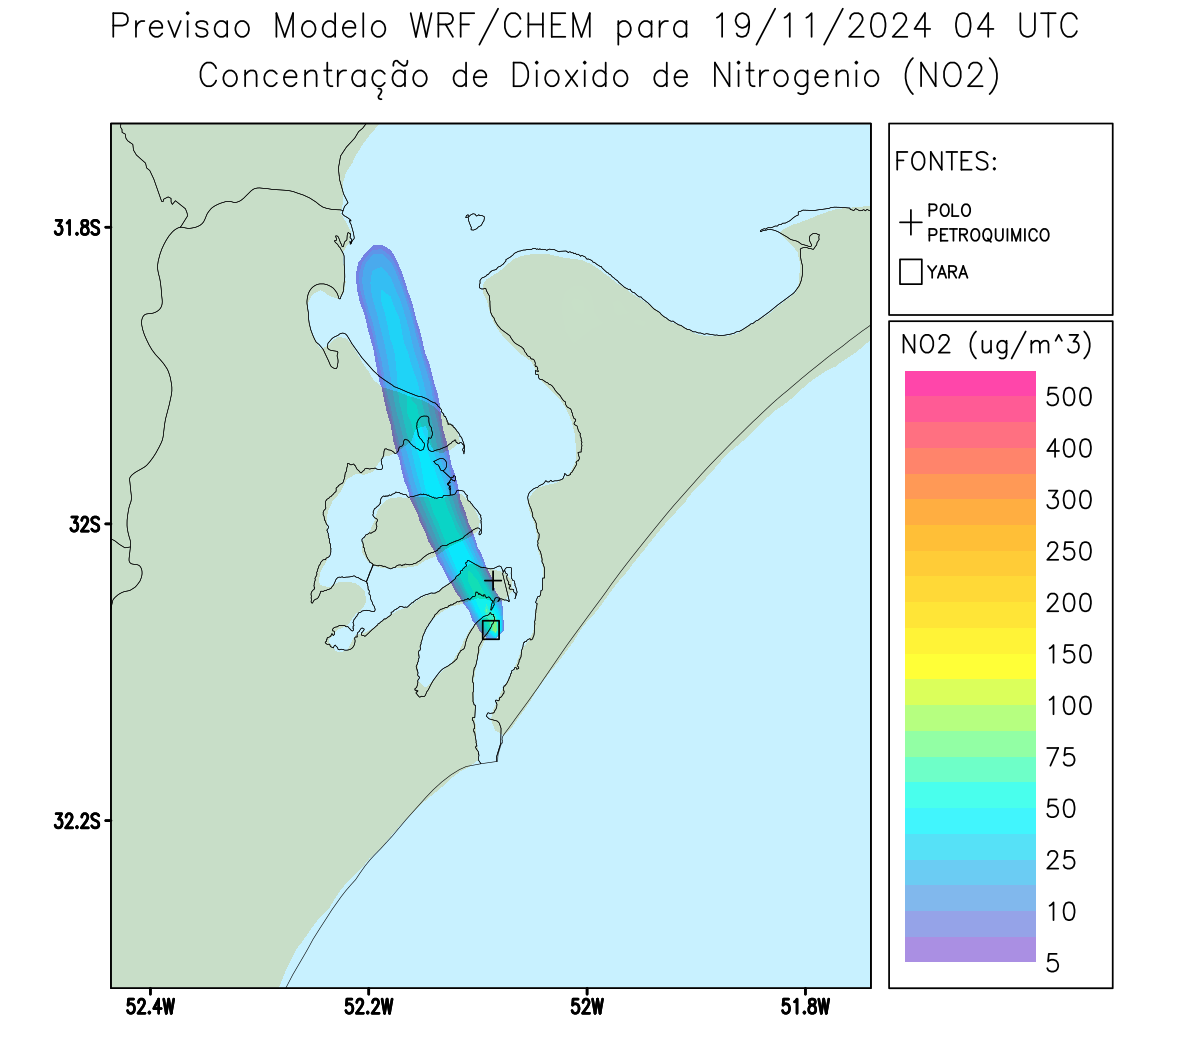 Previsao Modelo WRF/CHEM para 19/11/2024 04 UTC
Concentração de Dioxido de Nitrogenio (NO2)
FONTES:
POLO
PETROQUIMICO
YARA
NO2 (ug/m^3)
500
400
300
250
200
150
100
75
50
25
10
5
31.8S
32S
32.2S
52.4W
52.2W
52W
51.8W